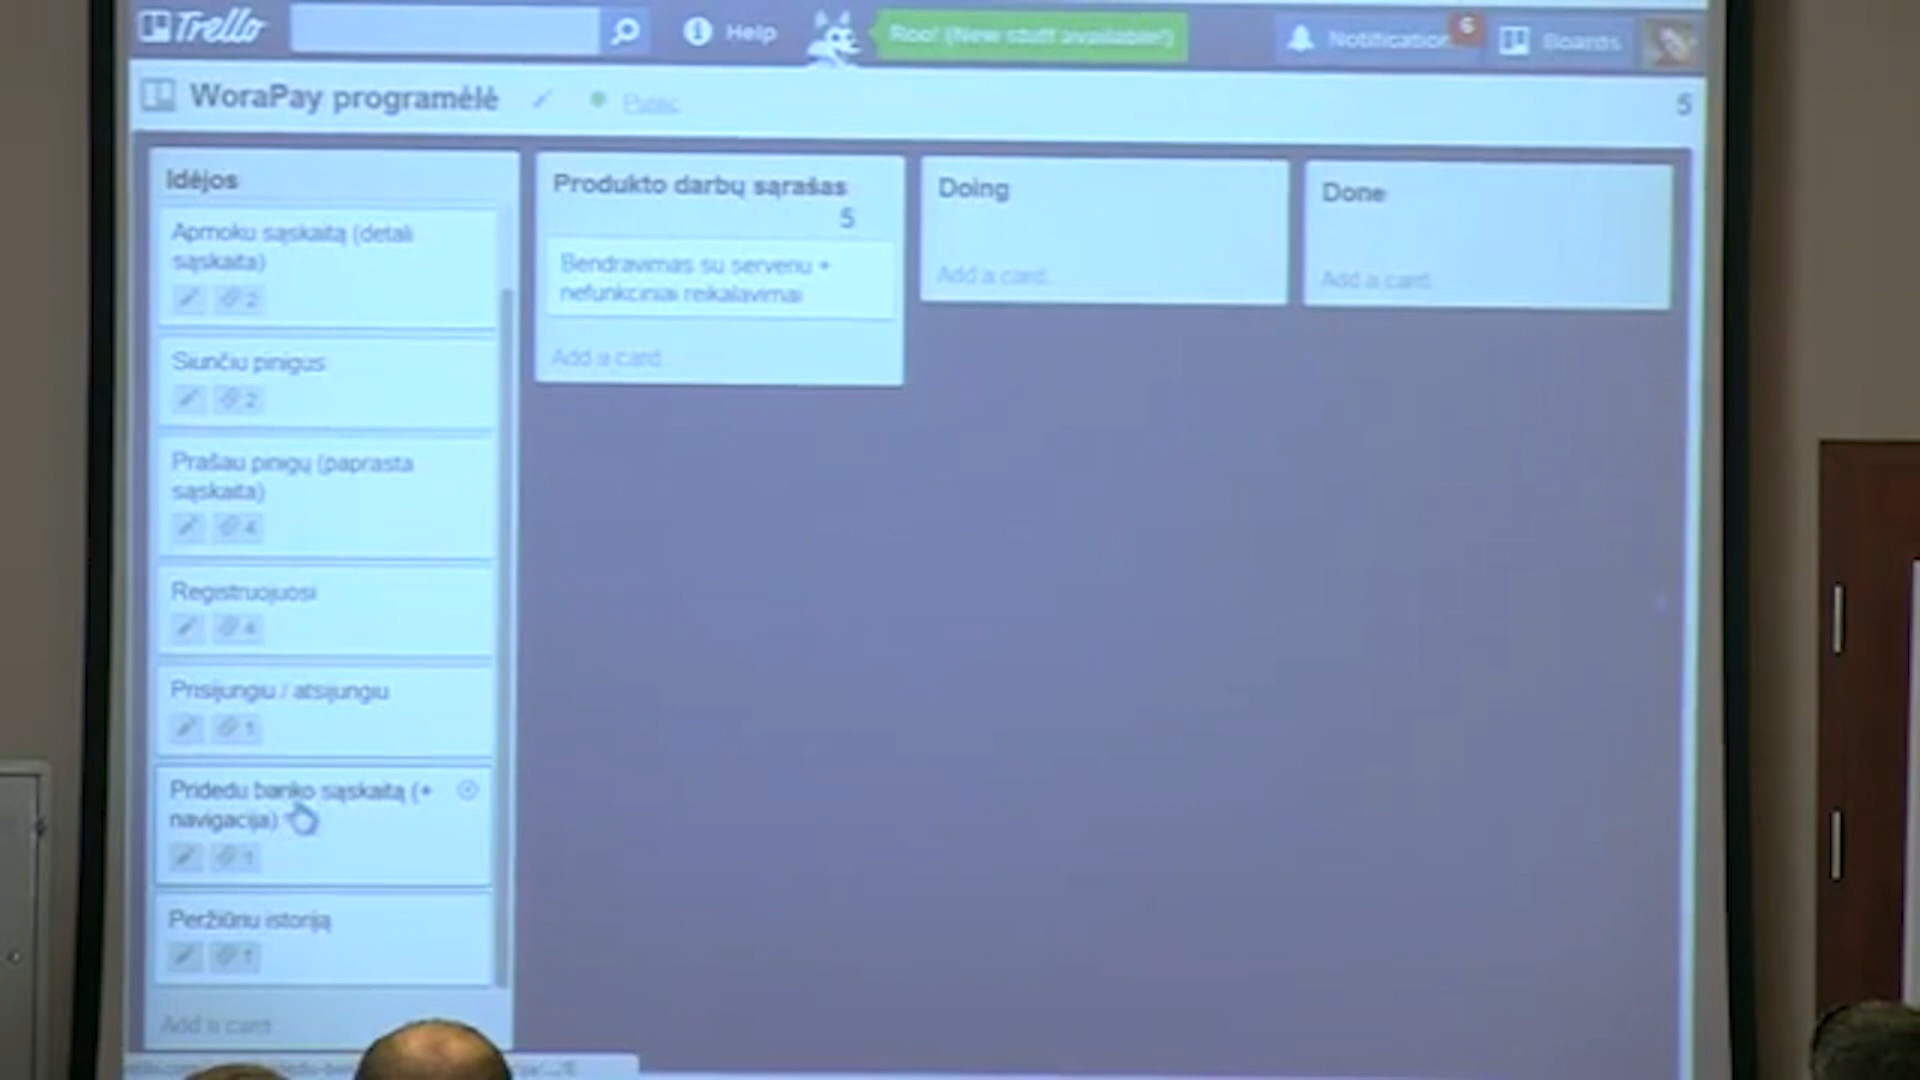 Trello
Help
Roo! (New stuff available!)
Notifications
6
Boards
WoraPay programėlė
Public
5
Idėjos
Apmoku sąskaitą (detali
sąskaita)
2
Siunčiu pinigus
2
Prašau pinigų (paprasta
sąskaita)
4
Registruojuosi
4
Prisijungiu / atsijungiu
1
Pridedu banko sąskaitą (+
navigacija)
1
Peržiūriu istoriją
1
Add a card...
Produkto darbų sąrašas
5
Bendravimas su serveriu +
nefunkciniai reikalavimai
Add a card...
Doing
Add a card...
Done
Add a card...